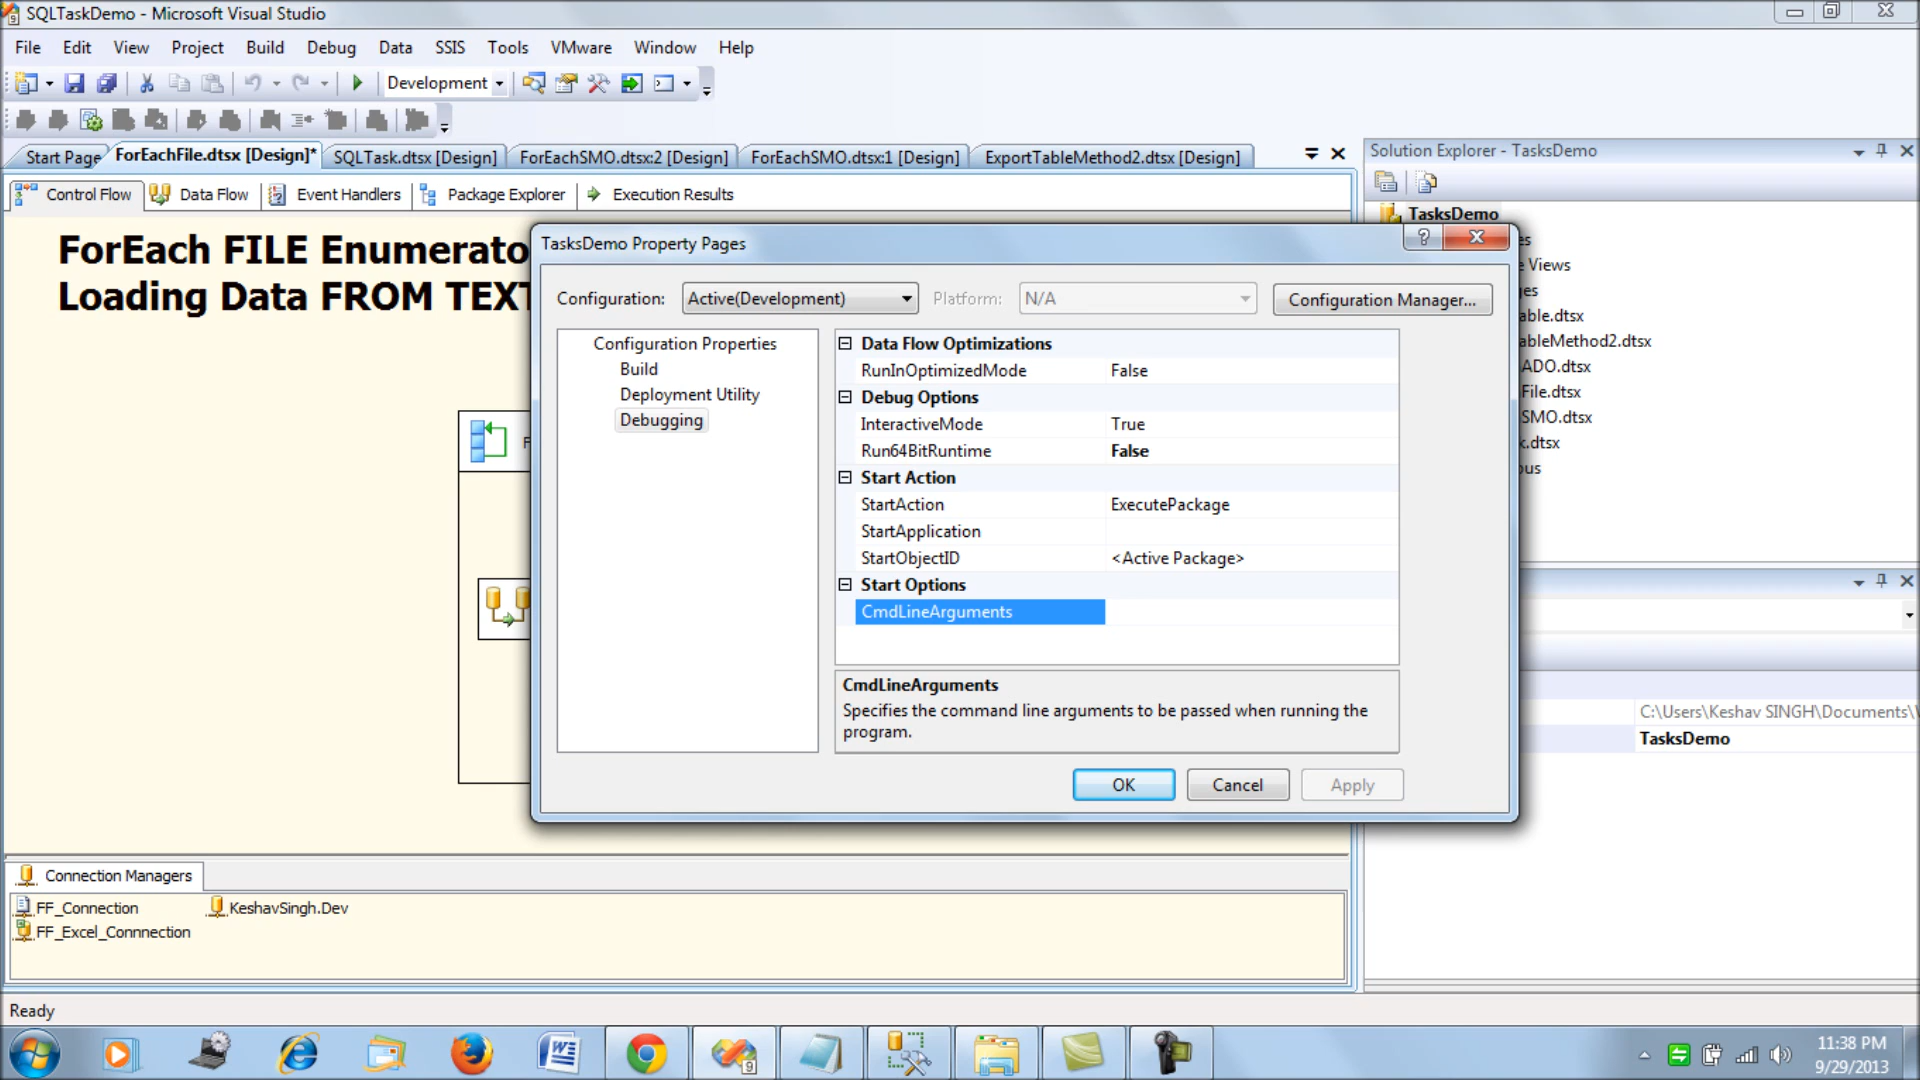 SQLTaskDemo - Microsoft Visual Studio
File Edit View Project Build Debug Data SSIS Tools VMware Window Help
Development
Start Page ForEachFile.dtsx [Design]* SQLTask.dtsx [Design] ForEachSMO.dtsx:2 [Design] ForEachSMO.dtsx:1 [Design] ExportTableMethod2.dtsx [Design]
Control Flow Data Flow Event Handlers Package Explorer Execution Results
ForEach FILE Enumerato
Loading Data FROM TEXT
F
Solution Explorer - TasksDemo
TasksDemo
es
e Views
ges
able.dtsx
ableMethod2.dtsx
ADO.dtsx
File.dtsx
SMO.dtsx
k.dtsx
ous
TasksDemo Property Pages
?
Configuration: Active(Development) Platform: N/A Configuration Manager...
Configuration Properties
Build
Deployment Utility
Debugging
Data Flow Optimizations
RunInOptimizedMode False
Debug Options
InteractiveMode True
Run64BitRuntime False
Start Action
StartAction ExecutePackage
StartApplication
StartObjectID <Active Package>
Start Options
CmdLineArguments
CmdLineArguments
Specifies the command line arguments to be passed when running the
program.
OK Cancel Apply
C:\Users\Keshav SINGH\Documents\
TasksDemo
Connection Managers
FF_Connection KeshavSingh.Dev
FF_Excel_Connnection
Ready
9
11:38 PM
9/29/2013